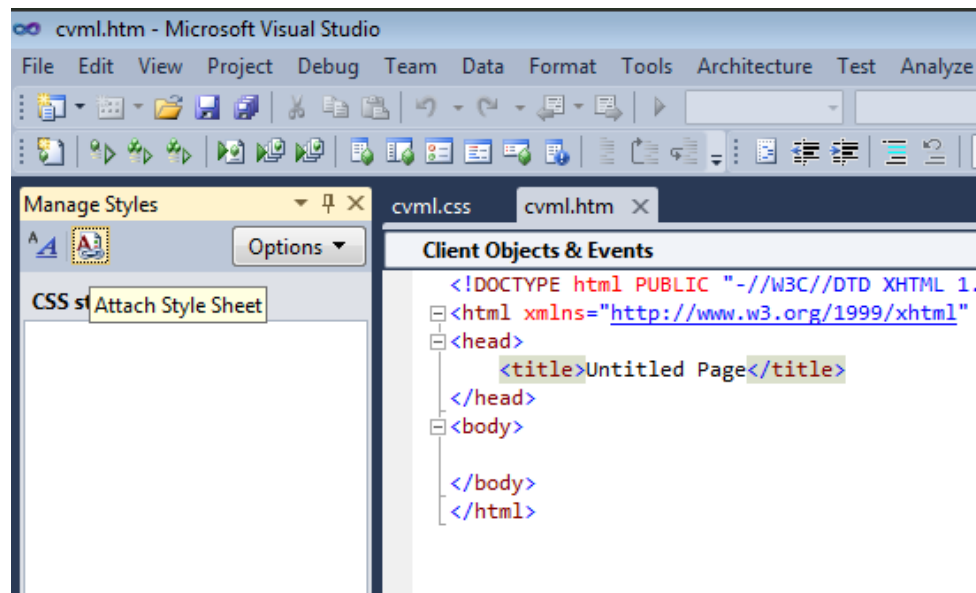 cvml.htm - Microsoft Visual Studio
File Edit View Project Debug Team Data Format Tools Architecture Test Analyze
Manage Styles
cvml.css cvml.htm
Options
Client Objects & Events
CSS st
Attach Style Sheet
<!DOCTYPE html PUBLIC "-//W3C//DTD XHTML 1.
<html xmlns="http://www.w3.org/1999/xhtml"
<head>
<title>Untitled Page</title>
</head>
<body>
</body>
</html>